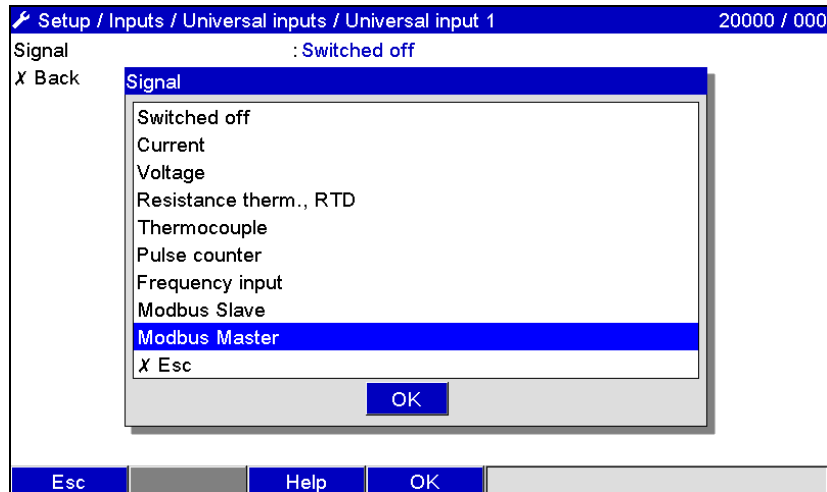 Setup / Inputs / Universal inputs / Universal input 1 20000 / 000
Signal : Switched off
X Back
Signal
Switched off
Current
Voltage
Resistance therm., RTD
Thermocouple
Pulse counter
Frequency input
Modbus Slave
Modbus Master
X Esc
OK
Esc Help OK